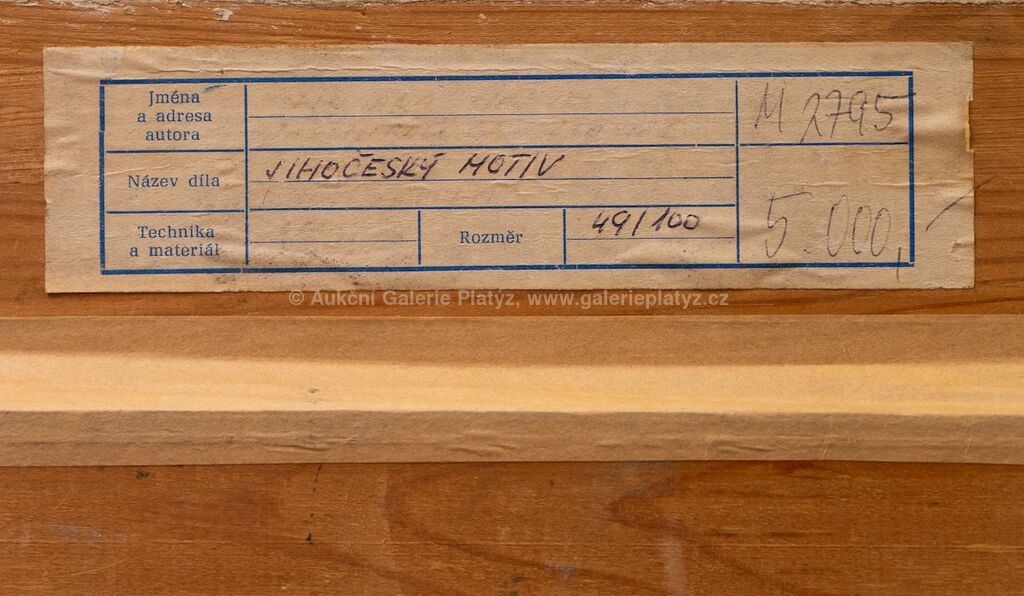 Jména
a adresa
autora
M 2795
Název díla
JIHOČESKÝ MOTIV
Technika
a materiál
Rozměr
49/100
5.000,
© Aukční Galerie Platýz, www.galerieplatyz.cz